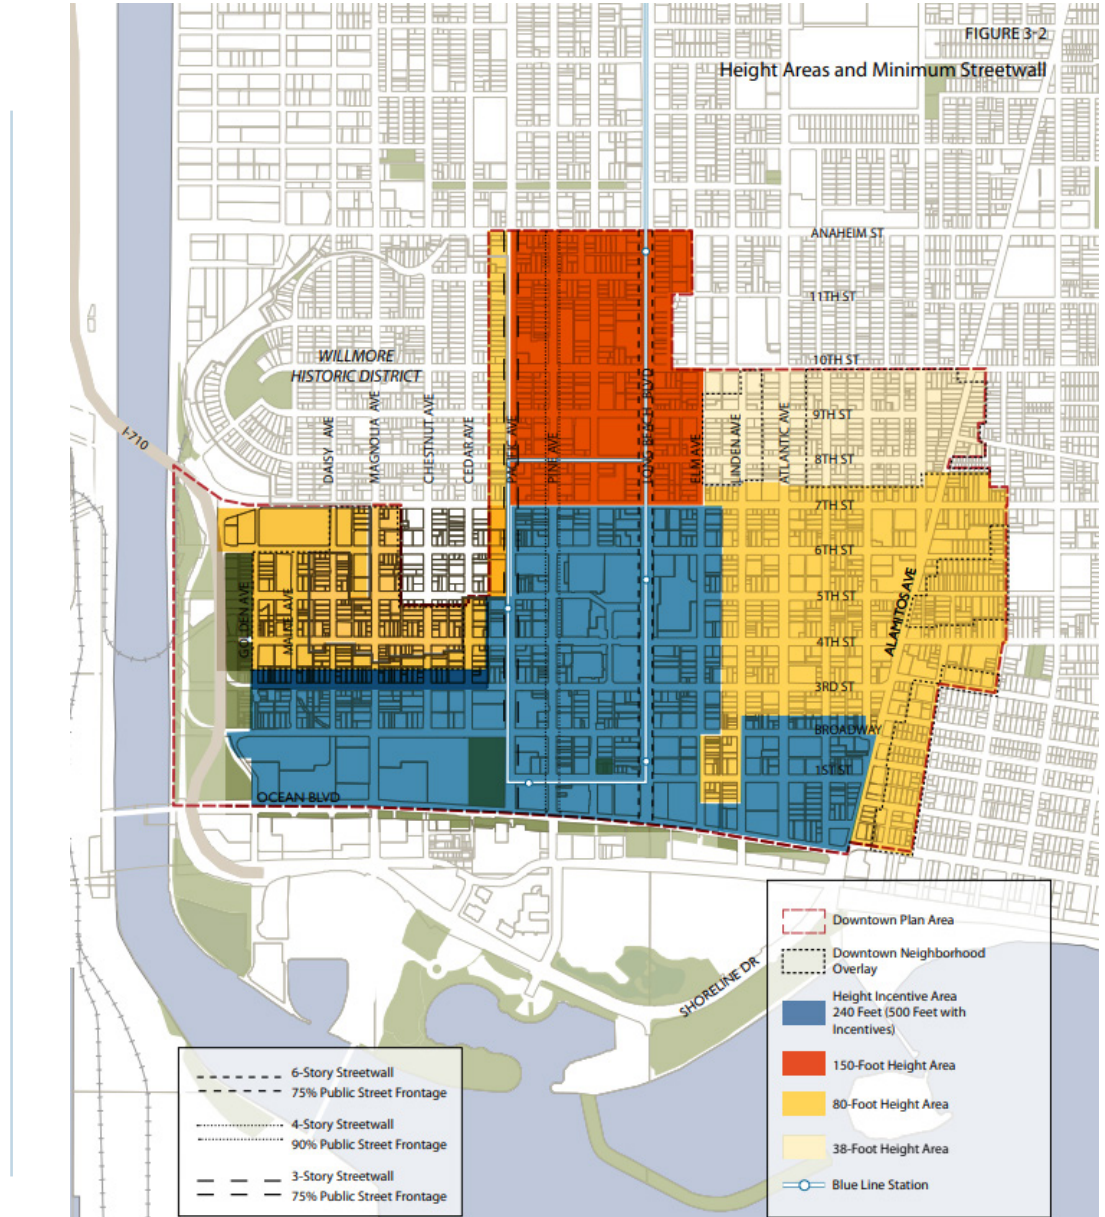 FIGURE 3-2
Height Areas and Minimum Streetwall
ANAHEIM ST
11TH ST
10TH ST
WILLMORE
HISTORIC DISTRICT
I-710
DAISY AVE
MAGNOLIA AVE
CHESTNUT AVE
CEDAR AVE
PACIFIC AVE
PINE AVE
LONG BEACH BLVD
ELM AVE
LINDEN AVE
ATLANTIC AVE
9TH ST
8TH ST
7TH ST
6TH ST
5TH ST
4TH ST
3RD ST
BROADWAY
1ST ST
GOLDEN AVE
MAINE AVE
ALAMITOS AVE
OCEAN BLVD
SHORELINE DR
Downtown Plan Area
Downtown Neighborhood
Overlay
Height Incentive Area
240 Feet (500 Feet with
Incentives)
150-Foot Height Area
80-Foot Height Area
38-Foot Height Area
Blue Line Station
6-Story Streetwall
75% Public Street Frontage
4-Story Streetwall
90% Public Street Frontage
3-Story Streetwall
75% Public Street Frontage